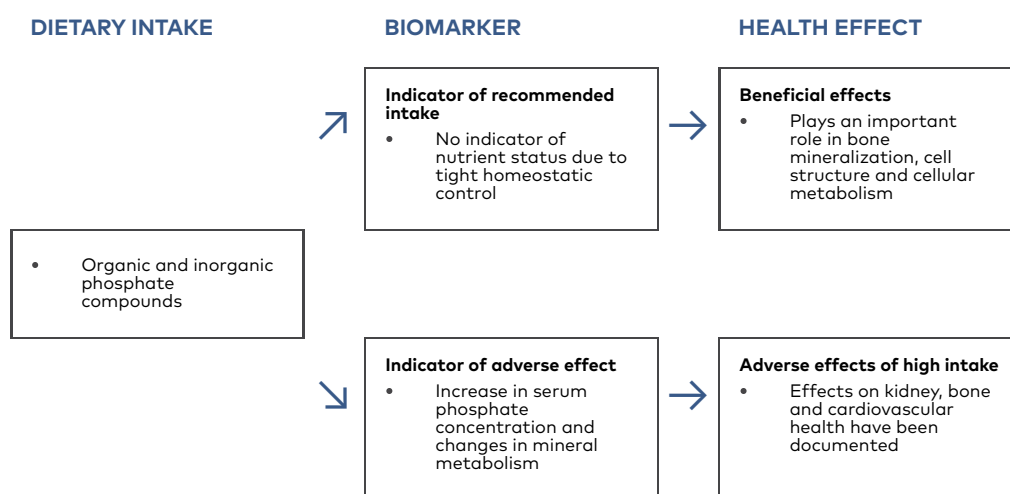 DIETARY INTAKE
BIOMARKER
HEALTH EFFECT
Indicator of recommended
intake
• No indicator of
nutrient status due to
tight homeostatic
control
Beneficial effects
• Plays an important
role in bone
mineralization, cell
structure and cellular
metabolism
• Organic and inorganic
phosphate
compounds
Indicator of adverse effect
• Increase in serum
phosphate
concentration and
changes in mineral
metabolism
Adverse effects of high intake
• Effects on kidney, bone
and cardiovascular
health have been
documented